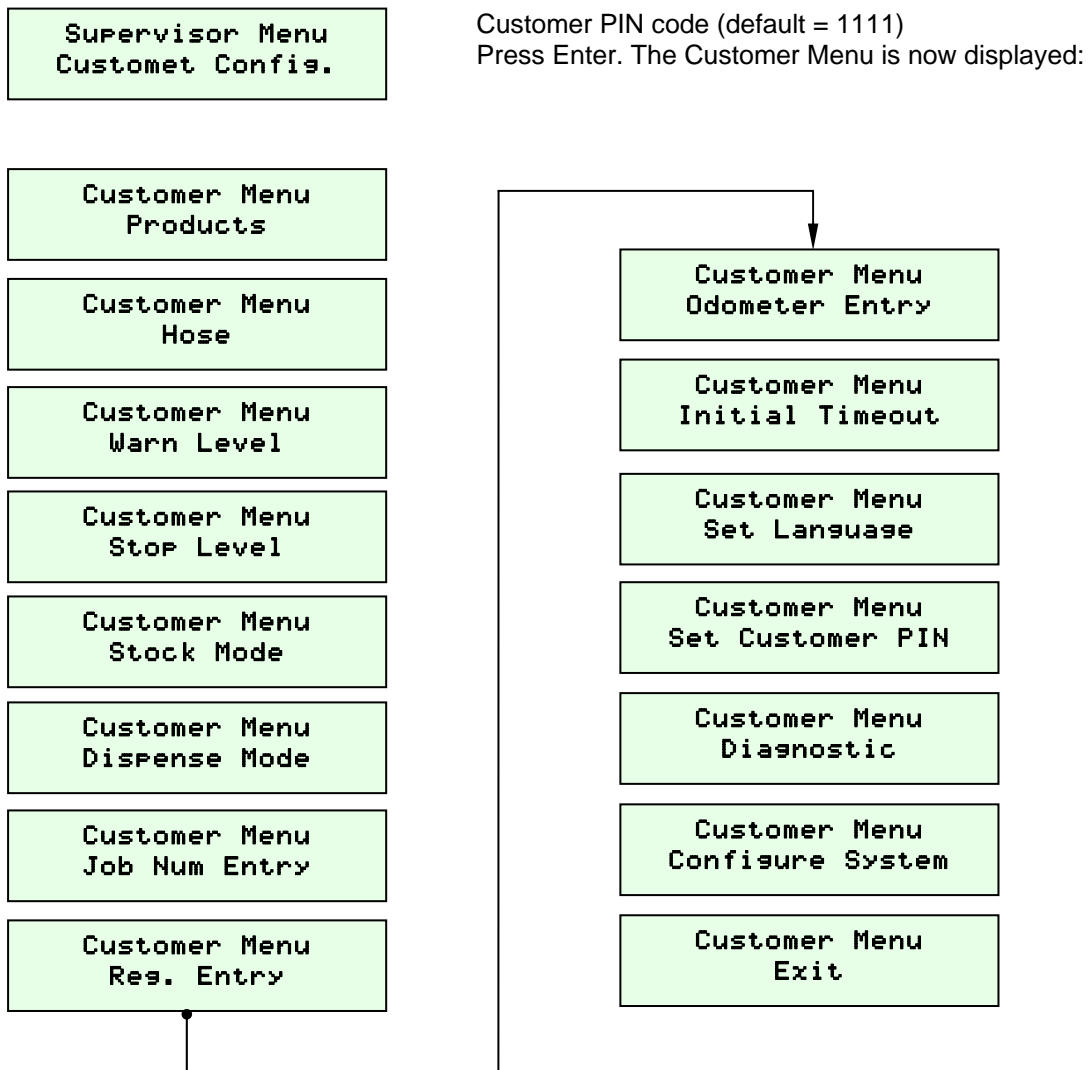 Supervisor Menu
Customet Config.
Customer PIN code (default = 1111)
Press Enter. The Customer Menu is now displayed:
Customer Menu
Products
Customer Menu
Hose
Customer Menu
Warn Level
Customer Menu
Stop Level
Customer Menu
Stock Mode
Customer Menu
Dispense Mode
Customer Menu
Job Num Entry
Customer Menu
Reg. Entry
Customer Menu
Odometer Entry
Customer Menu
Initial Timeout
Customer Menu
Set Language
Customer Menu
Set Customer PIN
Customer Menu
Diagnostic
Customer Menu
Configure System
Customer Menu
Exit